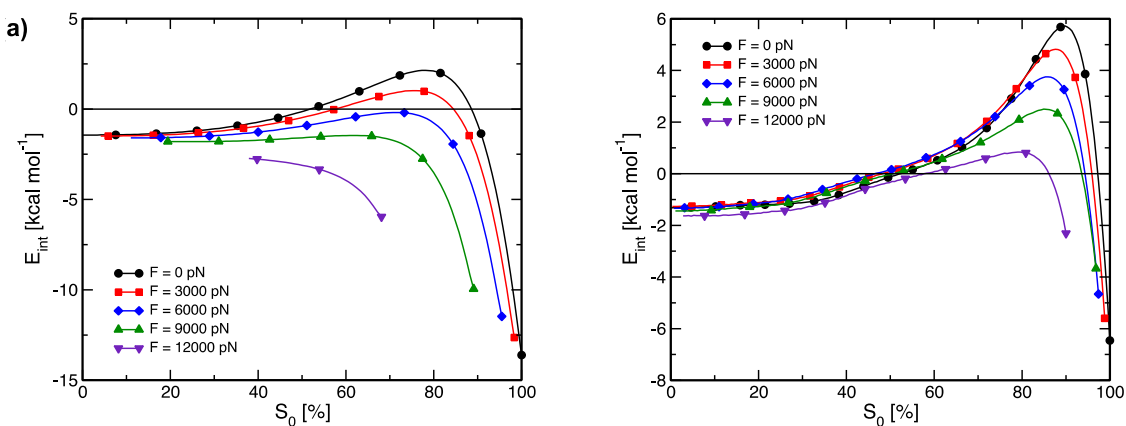 a)
5
0
-5
-10
-15
E_int [kcal mol⁻¹]
F = 0 pN
F = 3000 pN
F = 6000 pN
F = 9000 pN
F = 12000 pN
0 20 40 60 80 100
S₀ [%]
6
4
2
0
-2
-4
-6
-8
E_int [kcal mol⁻¹]
F = 0 pN
F = 3000 pN
F = 6000 pN
F = 9000 pN
F = 12000 pN
0 20 40 60 80 100
S₀ [%]